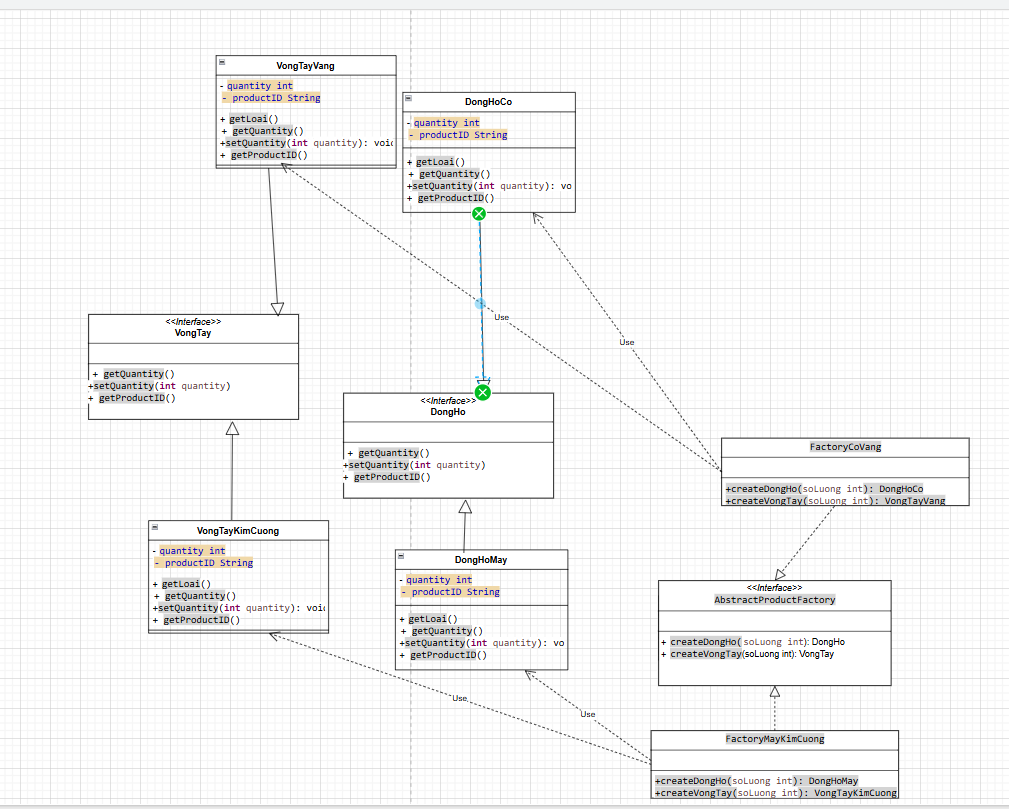 VongTayVang
- quantity int
- productID String
+ getLoai()
+ getQuantity()
+setQuantity(int quantity): voi
+ getProductID()
DongHoCo
- quantity int
- productID String
+ getLoai()
+ getQuantity()
+setQuantity(int quantity): vo
+ getProductID()
Use
Use
<<Interface>>
VongTay
+ getQuantity()
+setQuantity(int quantity)
+ getProductID()
<<Interface>>
DongHo
+ getQuantity()
+setQuantity(int quantity)
+ getProductID()
FactoryCoVang
+createDongHo(soLuong int): DongHoCo
+createVongTay(soLuong int): VongTayVang
VongTayKimCuong
- quantity int
- productID String
+ getLoai()
+ getQuantity()
+setQuantity(int quantity): voi
+ getProductID()
DongHoMay
- quantity int
- productID String
+ getLoai()
+ getQuantity()
+setQuantity(int quantity): vo
+ getProductID()
<<Interface>>
AbstractProductFactory
+ createDongHo( soLuong int): DongHo
+ createVongTay(soLuong int): VongTay
Use
Use
FactoryMayKimCuong
+createDongHo(soLuong int): DongHoMay
+createVongTay(soLuong int): VongTayKimCuong